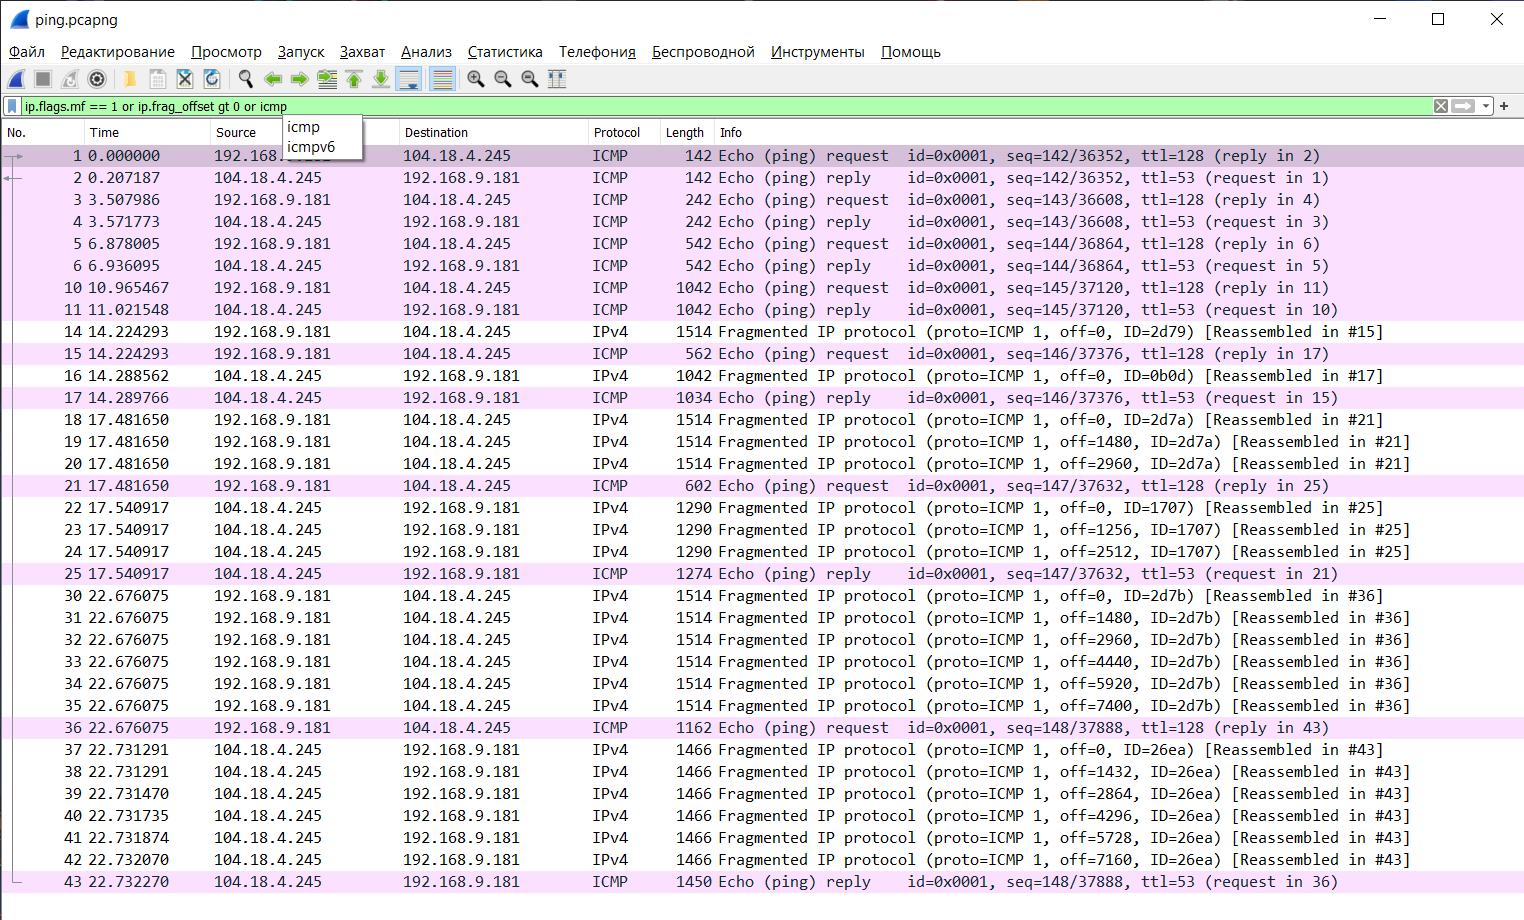 ping.pcapng
Файл Редактирование Просмотр Запуск Захват Анализ Статистика Телефония Беспроводной Инструменты Помощь
ip.flags.mf == 1 or ip.frag_offset gt 0 or icmp
icmp
icmpv6
No. Time Source Destination Protocol Length Info
1 0.000000 192.168. 104.18.4.245 ICMP 142 Echo (ping) request id=0x0001, seq=142/36352, ttl=128 (reply in 2)
2 0.207187 104.18.4.245 192.168.9.181 ICMP 142 Echo (ping) reply id=0x0001, seq=142/36352, ttl=53 (request in 1)
3 3.507986 192.168.9.181 104.18.4.245 ICMP 242 Echo (ping) request id=0x0001, seq=143/36608, ttl=128 (reply in 4)
4 3.571773 104.18.4.245 192.168.9.181 ICMP 242 Echo (ping) reply id=0x0001, seq=143/36608, ttl=53 (request in 3)
5 6.878005 192.168.9.181 104.18.4.245 ICMP 542 Echo (ping) request id=0x0001, seq=144/36864, ttl=128 (reply in 6)
6 6.936095 104.18.4.245 192.168.9.181 ICMP 542 Echo (ping) reply id=0x0001, seq=144/36864, ttl=53 (request in 5)
10 10.965467 192.168.9.181 104.18.4.245 ICMP 1042 Echo (ping) request id=0x0001, seq=145/37120, ttl=128 (reply in 11)
11 11.021548 104.18.4.245 192.168.9.181 ICMP 1042 Echo (ping) reply id=0x0001, seq=145/37120, ttl=53 (request in 10)
14 14.224293 192.168.9.181 104.18.4.245 IPv4 1514 Fragmented IP protocol (proto=ICMP 1, off=0, ID=2d79) [Reassembled in #15]
15 14.224293 192.168.9.181 104.18.4.245 ICMP 562 Echo (ping) request id=0x0001, seq=146/37376, ttl=128 (reply in 17)
16 14.288562 104.18.4.245 192.168.9.181 IPv4 1042 Fragmented IP protocol (proto=ICMP 1, off=0, ID=0b0d) [Reassembled in #17]
17 14.289766 104.18.4.245 192.168.9.181 ICMP 1034 Echo (ping) reply id=0x0001, seq=146/37376, ttl=53 (request in 15)
18 17.481650 192.168.9.181 104.18.4.245 IPv4 1514 Fragmented IP protocol (proto=ICMP 1, off=0, ID=2d7a) [Reassembled in #21]
19 17.481650 192.168.9.181 104.18.4.245 IPv4 1514 Fragmented IP protocol (proto=ICMP 1, off=1480, ID=2d7a) [Reassembled in #21]
20 17.481650 192.168.9.181 104.18.4.245 IPv4 1514 Fragmented IP protocol (proto=ICMP 1, off=2960, ID=2d7a) [Reassembled in #21]
21 17.481650 192.168.9.181 104.18.4.245 ICMP 602 Echo (ping) request id=0x0001, seq=147/37632, ttl=128 (reply in 25)
22 17.540917 104.18.4.245 192.168.9.181 IPv4 1290 Fragmented IP protocol (proto=ICMP 1, off=0, ID=1707) [Reassembled in #25]
23 17.540917 104.18.4.245 192.168.9.181 IPv4 1290 Fragmented IP protocol (proto=ICMP 1, off=1256, ID=1707) [Reassembled in #25]
24 17.540917 104.18.4.245 192.168.9.181 IPv4 1290 Fragmented IP protocol (proto=ICMP 1, off=2512, ID=1707) [Reassembled in #25]
25 17.540917 104.18.4.245 192.168.9.181 ICMP 1274 Echo (ping) reply id=0x0001, seq=147/37632, ttl=53 (request in 21)
30 22.676075 192.168.9.181 104.18.4.245 IPv4 1514 Fragmented IP protocol (proto=ICMP 1, off=0, ID=2d7b) [Reassembled in #36]
31 22.676075 192.168.9.181 104.18.4.245 IPv4 1514 Fragmented IP protocol (proto=ICMP 1, off=1480, ID=2d7b) [Reassembled in #36]
32 22.676075 192.168.9.181 104.18.4.245 IPv4 1514 Fragmented IP protocol (proto=ICMP 1, off=2960, ID=2d7b) [Reassembled in #36]
33 22.676075 192.168.9.181 104.18.4.245 IPv4 1514 Fragmented IP protocol (proto=ICMP 1, off=4440, ID=2d7b) [Reassembled in #36]
34 22.676075 192.168.9.181 104.18.4.245 IPv4 1514 Fragmented IP protocol (proto=ICMP 1, off=5920, ID=2d7b) [Reassembled in #36]
35 22.676075 192.168.9.181 104.18.4.245 IPv4 1514 Fragmented IP protocol (proto=ICMP 1, off=7400, ID=2d7b) [Reassembled in #36]
36 22.676075 192.168.9.181 104.18.4.245 ICMP 1162 Echo (ping) request id=0x0001, seq=148/37888, ttl=128 (reply in 43)
37 22.731291 104.18.4.245 192.168.9.181 IPv4 1466 Fragmented IP protocol (proto=ICMP 1, off=0, ID=26ea) [Reassembled in #43]
38 22.731291 104.18.4.245 192.168.9.181 IPv4 1466 Fragmented IP protocol (proto=ICMP 1, off=1432, ID=26ea) [Reassembled in #43]
39 22.731470 104.18.4.245 192.168.9.181 IPv4 1466 Fragmented IP protocol (proto=ICMP 1, off=2864, ID=26ea) [Reassembled in #43]
40 22.731735 104.18.4.245 192.168.9.181 IPv4 1466 Fragmented IP protocol (proto=ICMP 1, off=4296, ID=26ea) [Reassembled in #43]
41 22.731874 104.18.4.245 192.168.9.181 IPv4 1466 Fragmented IP protocol (proto=ICMP 1, off=5728, ID=26ea) [Reassembled in #43]
42 22.732070 104.18.4.245 192.168.9.181 IPv4 1466 Fragmented IP protocol (proto=ICMP 1, off=7160, ID=26ea) [Reassembled in #43]
43 22.732270 104.18.4.245 192.168.9.181 ICMP 1450 Echo (ping) reply id=0x0001, seq=148/37888, ttl=53 (request in 36)